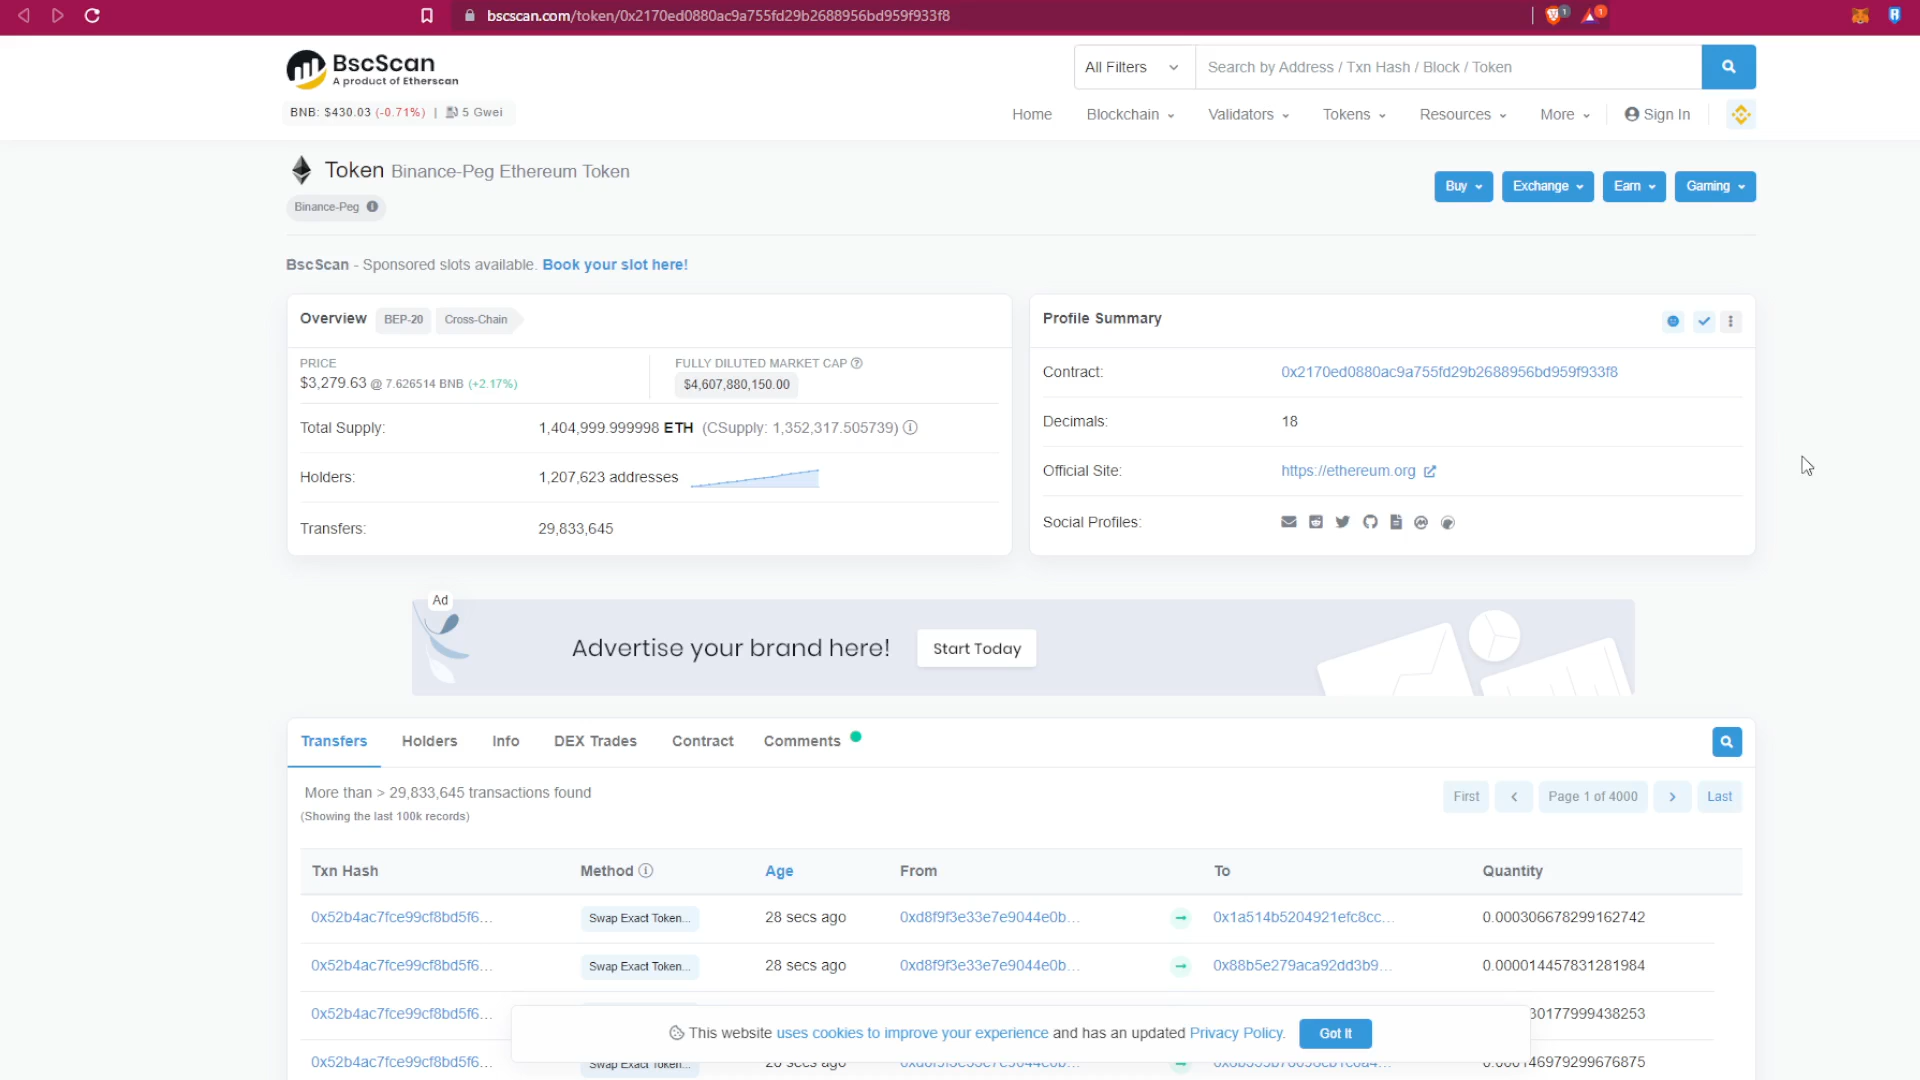 bscscan.com/token/0x2170ed0880ac9a755fd29b2688956bd959f933f8
1
1
BscScan
A product of Etherscan
All Filters
Search by Address / Txn Hash / Block / Token
BNB: $430.03 (-0.71%) | 5 Gwei
Home Blockchain Validators Tokens Resources More Sign In
Token Binance-Peg Ethereum Token
Binance-Peg
Buy Exchange Earn Gaming
BscScan - Sponsored slots available. Book your slot here!
Overview BEP-20 Cross-Chain
PRICE
$3,279.63 @ 7.626514 BNB (+2.17%)
FULLY DILUTED MARKET CAP
$4,607,880,150.00
Total Supply: 1,404,999.999998 ETH (CSupply: 1,352,317.505739)
Holders: 1,207,623 addresses
Transfers: 29,833,645
Profile Summary
Contract: 0x2170ed0880ac9a755fd29b2688956bd959f933f8
Decimals: 18
Official Site: https://ethereum.org
Social Profiles:
Ad
Advertise your brand here! Start Today
Transfers Holders Info DEX Trades Contract Comments
More than > 29,833,645 transactions found
(Showing the last 100k records)
First Page 1 of 4000 Last
Txn Hash Method Age From To Quantity
0x52b4ac7fce99cf8bd5f6... Swap Exact Token... 28 secs ago 0xd8f9f3e33e7e9044e0b... 0x1a514b5204921efc8cc... 0.000306678299162742
0x52b4ac7fce99cf8bd5f6... Swap Exact Token... 28 secs ago 0xd8f9f3e33e7e9044e0b... 0x88b5e279aca92dd3b9... 0.000014457831281984
0x52b4ac7fce99cf8bd5f6... 30177999438253
This website uses cookies to improve your experience and has an updated Privacy Policy. Got It
0x52b4ac7fce99cf8bd5f6... Swap Exact Token... 28 secs ago